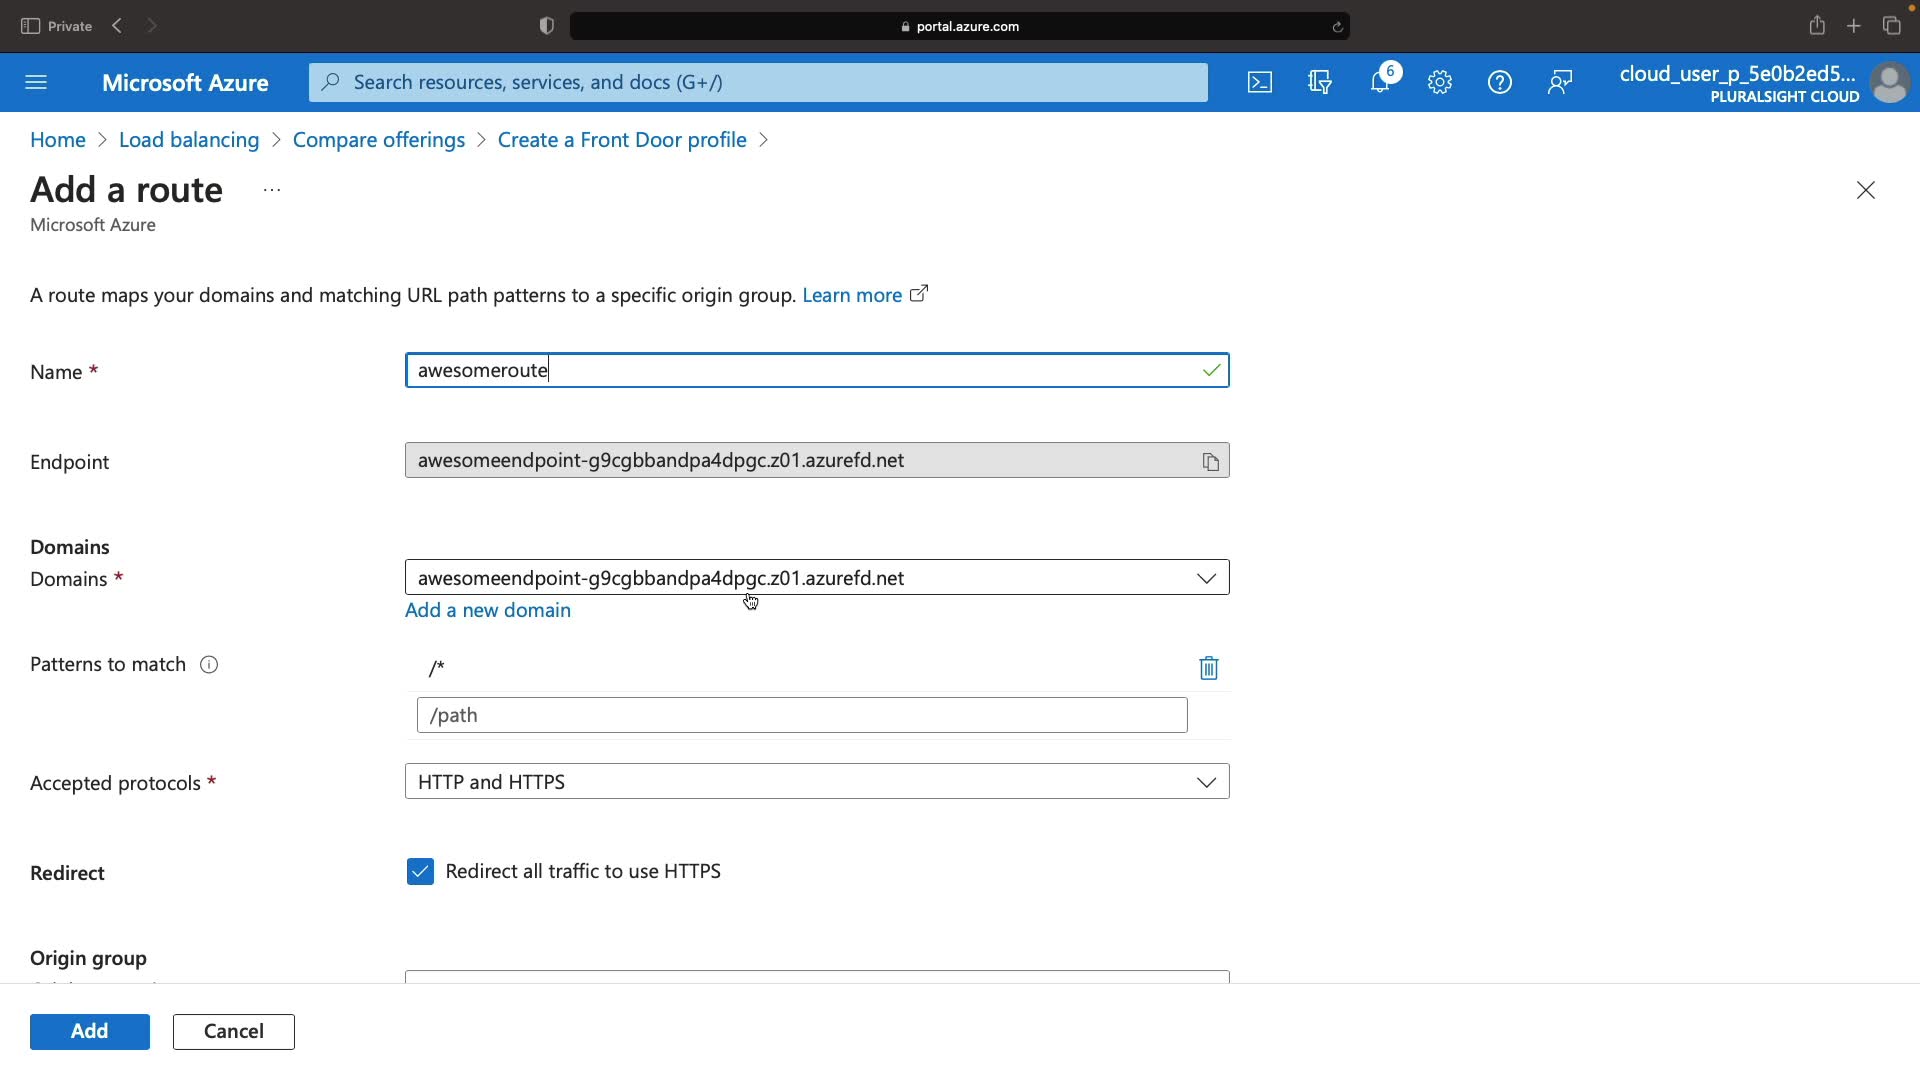 Private
portal.azure.com
Microsoft Azure
Search resources, services, and docs (G+/)
6
cloud_user_p_5e0b2ed5...
PLURALSIGHT CLOUD
Home > Load balancing > Compare offerings > Create a Front Door profile >
Add a route ...
Microsoft Azure
A route maps your domains and matching URL path patterns to a specific origin group. Learn more
Name *
awesomeroute
Endpoint
awesomeendpoint-g9cgbbandpa4dpgc.z01.azurefd.net
Domains
Domains *
awesomeendpoint-g9cgbbandpa4dpgc.z01.azurefd.net
Add a new domain
Patterns to match
/*
/path
Accepted protocols *
HTTP and HTTPS
Redirect
Redirect all traffic to use HTTPS
Origin group
Add
Cancel